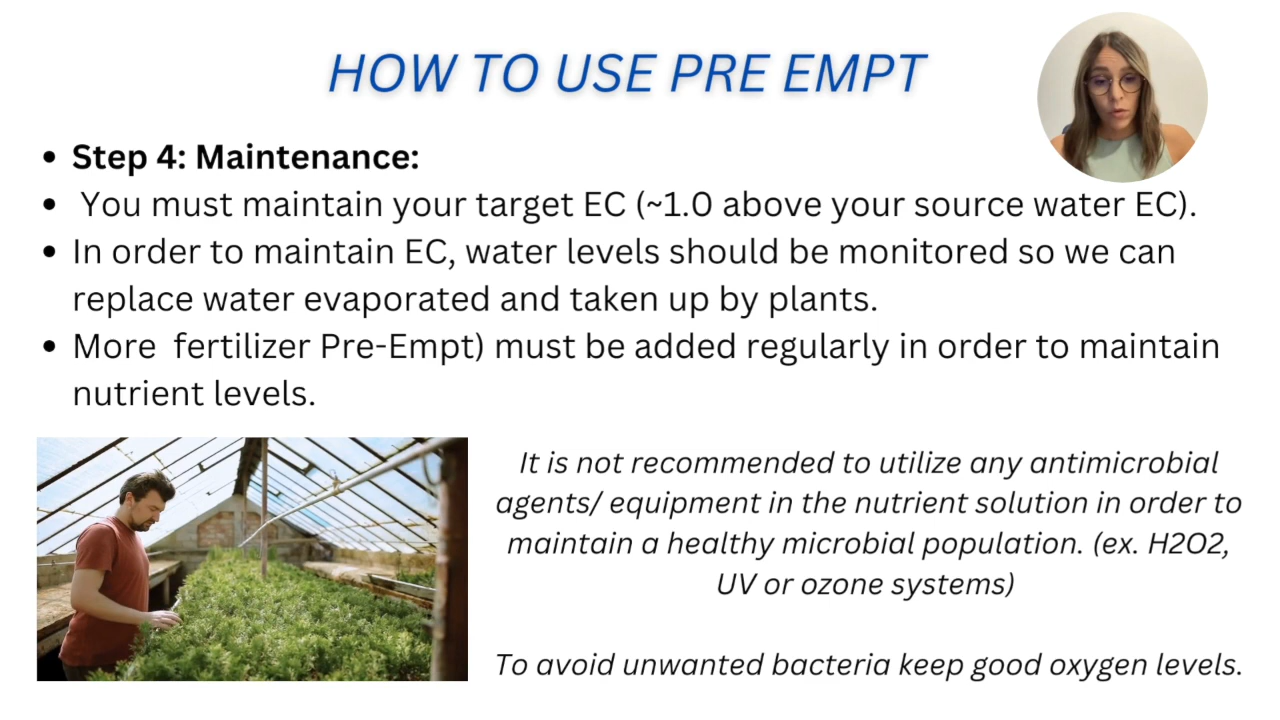 HOW TO USE PRE EMPT
• Step 4: Maintenance:
• You must maintain your target EC (~1.0 above your source water EC).
• In order to maintain EC, water levels should be monitored so we can
replace water evaporated and taken up by plants.
• More fertilizer Pre-Empt) must be added regularly in order to maintain
nutrient levels.
It is not recommended to utilize any antimicrobial
agents/ equipment in the nutrient solution in order to
maintain a healthy microbial population. (ex. H2O2,
UV or ozone systems)
To avoid unwanted bacteria keep good oxygen levels.